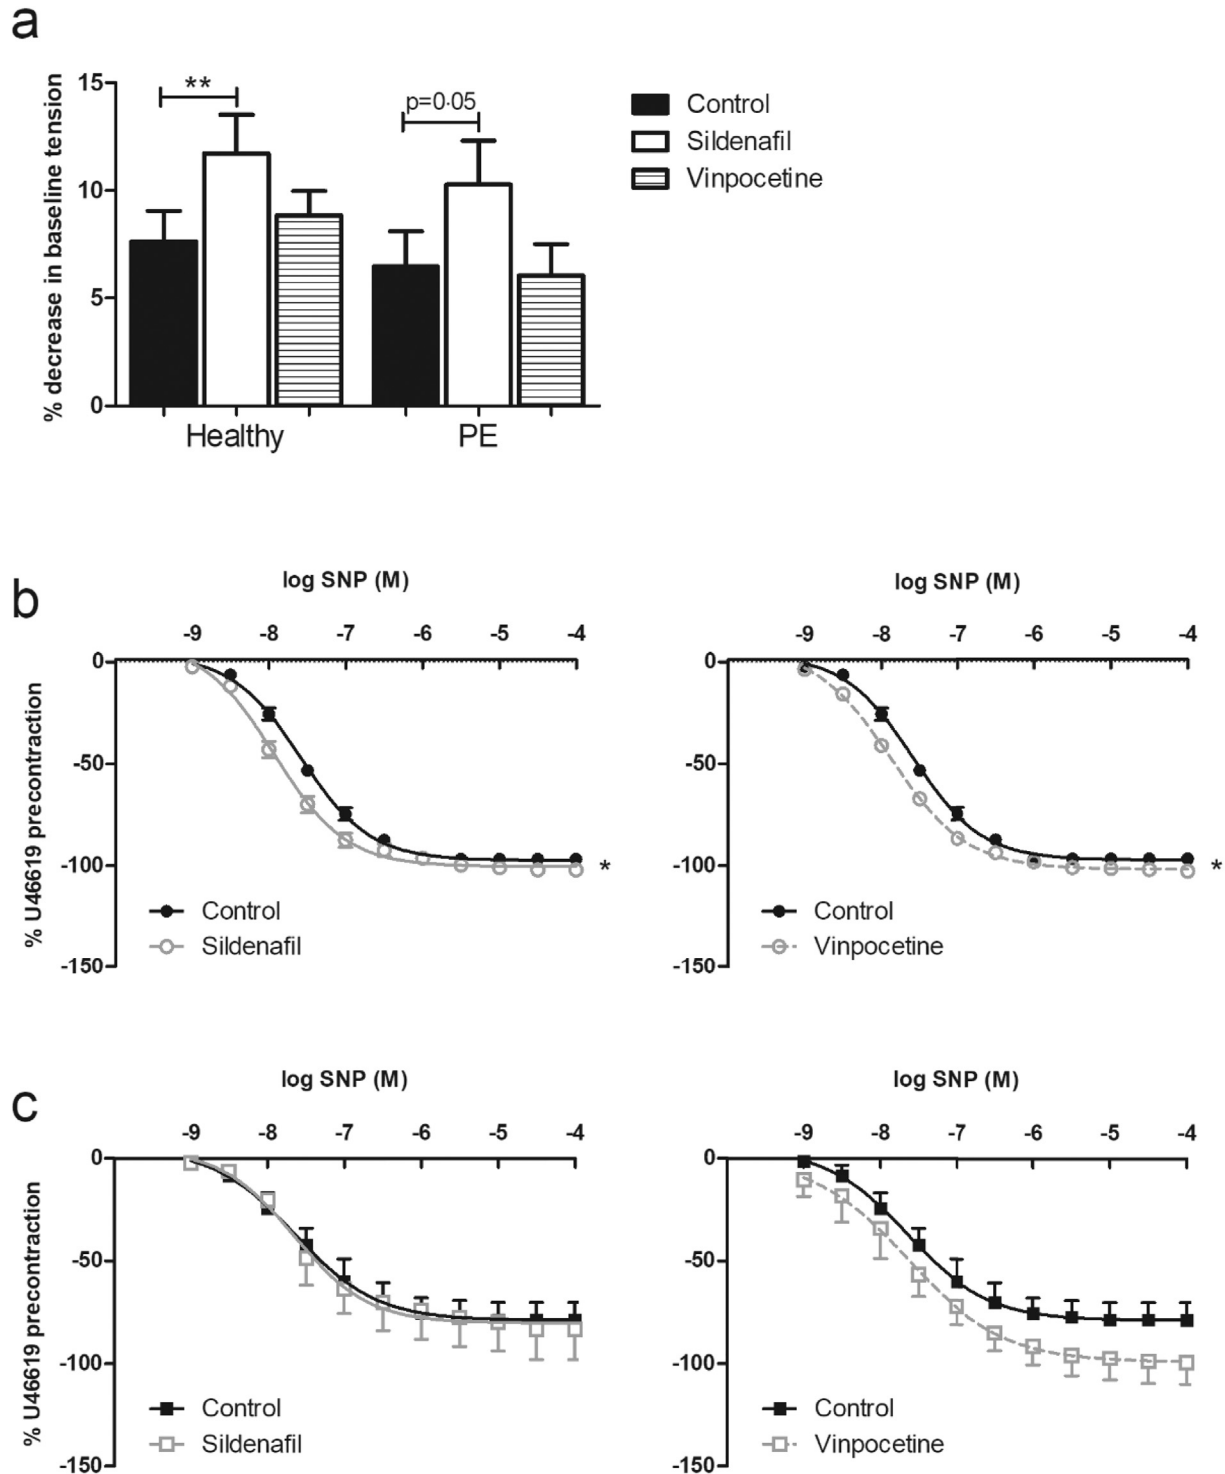 a
% decrease in baseline tension
15
10
5
0
**
p=0·05
Healthy
PE
Control
Sildenafil
Vinpocetine
b
log SNP (M)
-9 -8 -7 -6 -5 -4
0
-50
-100
-150
% U46619 precontraction
*
Control
Sildenafil
log SNP (M)
-9 -8 -7 -6 -5 -4
0
-50
-100
-150
*
Control
Vinpocetine
c
log SNP (M)
-9 -8 -7 -6 -5 -4
0
-50
-100
-150
% U46619 precontraction
Control
Sildenafil
log SNP (M)
-9 -8 -7 -6 -5 -4
0
-50
-100
-150
Control
Vinpocetine